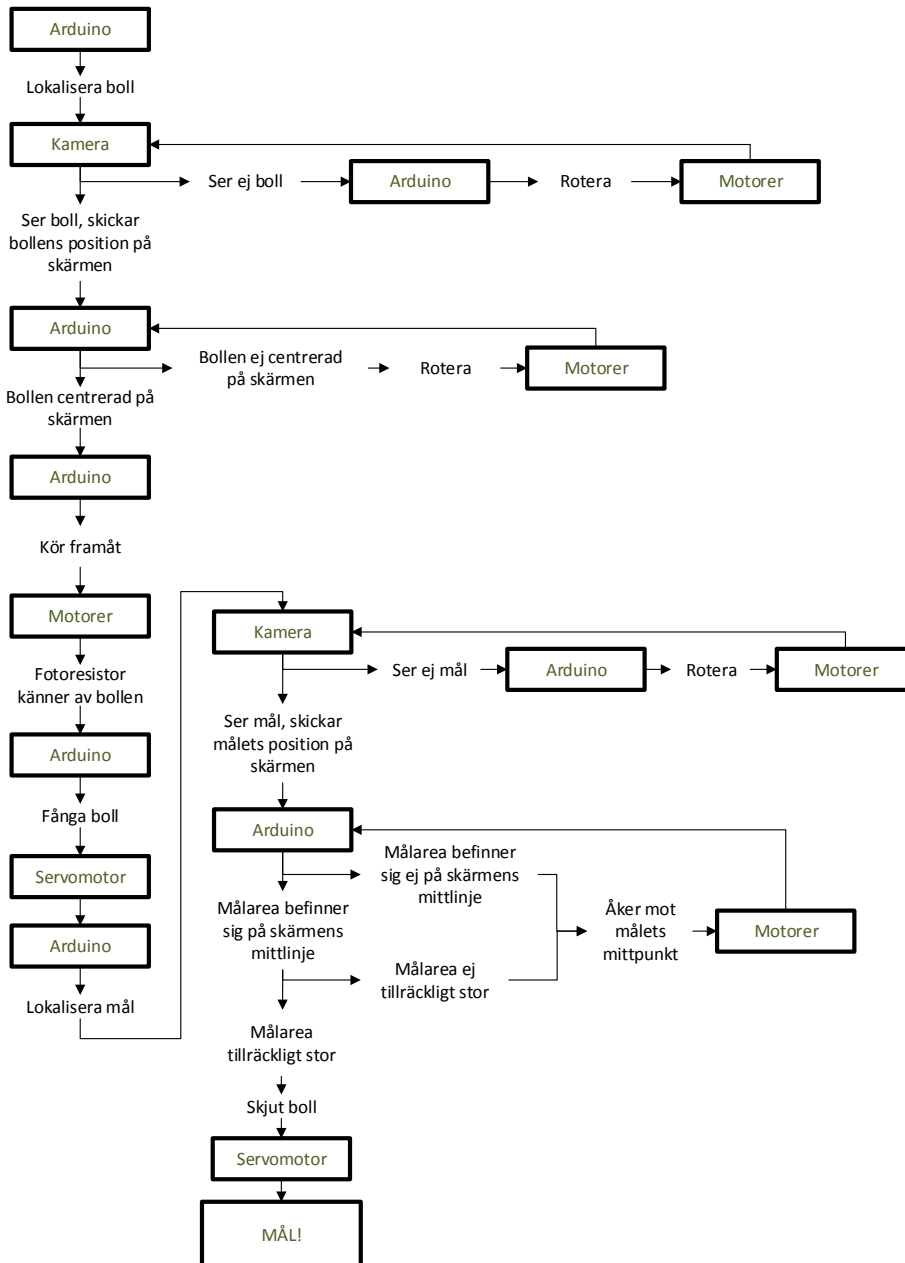 Arduino
Lokalisera boll
Kamera
Ser ej boll
Arduino
Rotera
Motorer
Ser boll, skickar
bollens position på
skärmen
Arduino
Bollen ej centrerad
på skärmen
Rotera
Motorer
Bollen centrerad på
skärmen
Arduino
Kör framåt
Motorer
Fotoresistor
känner av bollen
Arduino
Fånga boll
Servomotor
Arduino
Lokalisera mål
Kamera
Ser ej mål
Arduino
Rotera
Motorer
Ser mål, skickar
målets position på
skärmen
Arduino
Målarea befinner
sig ej på skärmens
mittlinje
Målarea befinner
sig på skärmens
mittlinje
Åker mot
målets
mittpunkt
Motorer
Målarea ej
tillräckligt stor
Målarea
tillräckligt stor
Skjut boll
Servomotor
MÅL!